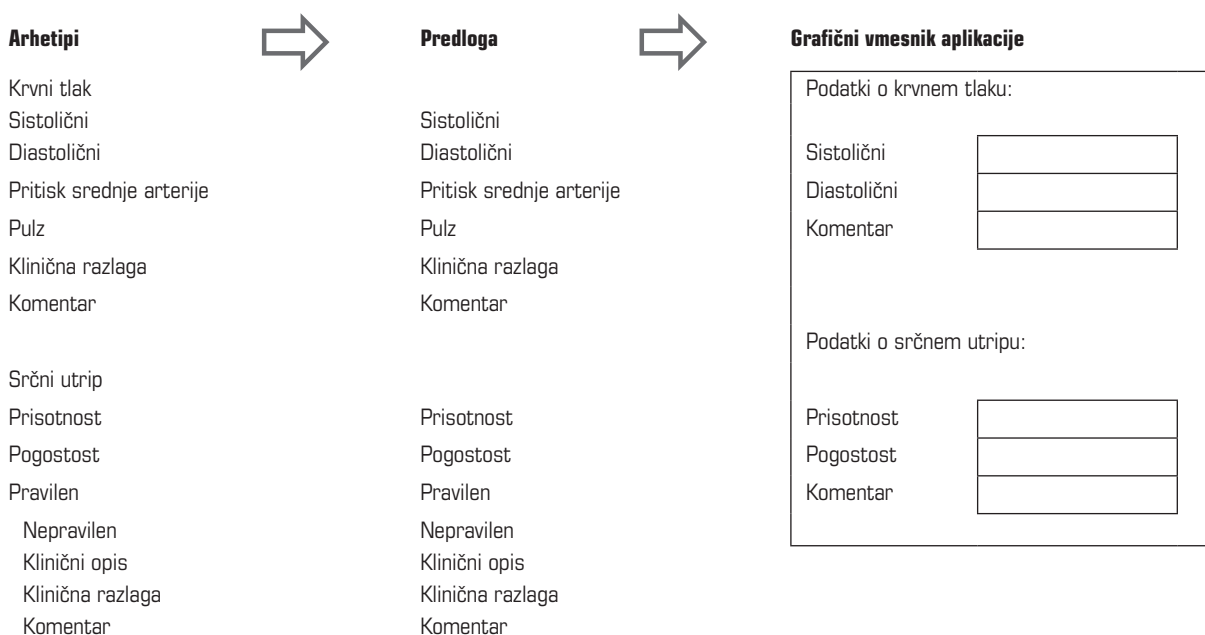 Arhetipi
Krvni tlak
Sistolični
Diastolični
Pritisk srednje arterije
Pulz
Klinična razlaga
Komentar
Srčni utrip
Prisotnost
Pogostost
Pravilen
Nepravilen
Klinični opis
Klinična razlaga
Komentar
Predloga
Sistolični
Diastolični
Pritisk srednje arterije
Pulz
Klinična razlaga
Komentar
Prisotnost
Pogostost
Pravilen
Nepravilen
Klinični opis
Klinična razlaga
Komentar
Grafični vmesnik aplikacije
Podatki o krvnem tlaku:
Sistolični
Diastolični
Komentar
Podatki o srčnem utripu:
Prisotnost
Pogostost
Komentar